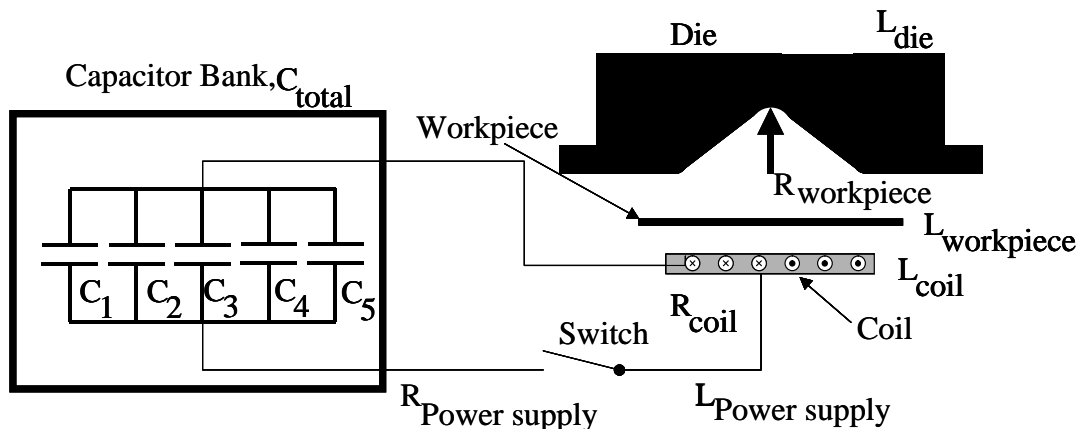 Die
L_die
Capacitor Bank,C_total
Workpiece
R_workpiece
L_workpiece
C_1 C_2 C_3 C_4 C_5
L_coil
R_coil
Coil
Switch
R_Power supply
L_Power supply